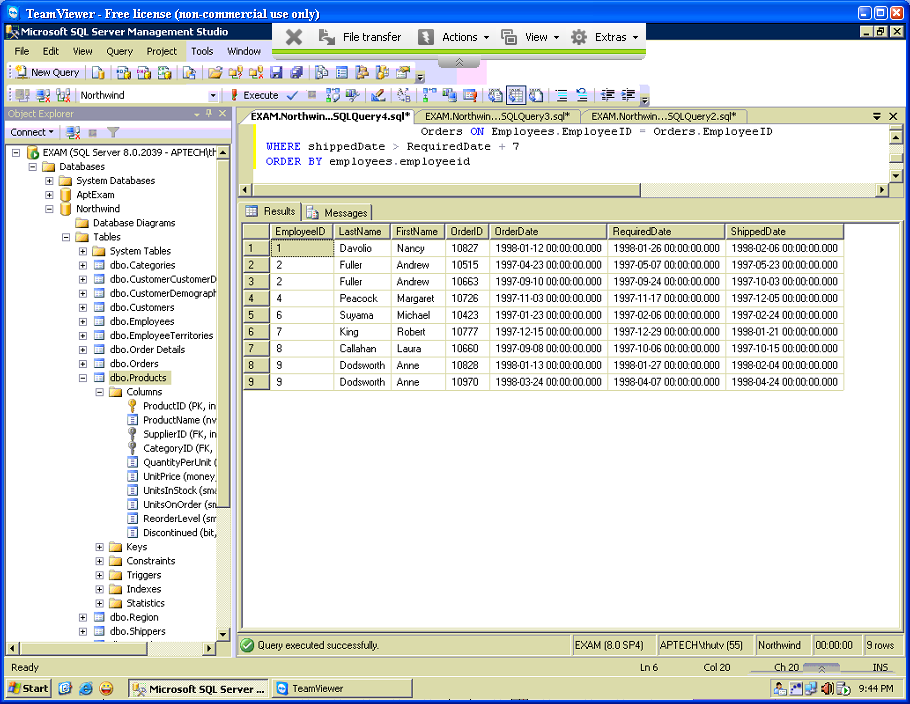 TeamViewer - Free license (non-commercial use only)
Microsoft SQL Server Management Studio
File transfer Actions View Extras
File Edit View Query Project Tools Window
New Query
Northwind Execute
Object Explorer
Connect
EXAM (SQL Server 8.0.2039 - APTECH\th
Databases
System Databases
AptExam
Northwind
Database Diagrams
Tables
System Tables
dbo.Categories
dbo.CustomerCustomerD
dbo.CustomerDemograph
dbo.Customers
dbo.Employees
dbo.EmployeeTerritories
dbo.Order Details
dbo.Orders
dbo.Products
Columns
ProductID (PK, in
ProductName (nv
SupplierID (FK, in
CategoryID (FK,
QuantityPerUnit (
UnitPrice (money,
UnitsInStock (sma
UnitsOnOrder (sm
ReorderLevel (sm
Discontinued (bit,
Keys
Constraints
Triggers
Indexes
Statistics
dbo.Region
dbo.Shippers
EXAM.Northwin...SQLQuery4.sql* EXAM.Northwin...SQLQuery3.sql* EXAM.Northwin...SQLQuery2.sql*
Orders ON Employees.EmployeeID = Orders.EmployeeID
WHERE shippedDate > RequiredDate + 7
ORDER BY employees.employeeid
Results Messages
EmployeeID LastName FirstName OrderID OrderDate RequiredDate ShippedDate
1 1 Davolio Nancy 10827 1998-01-12 00:00:00.000 1998-01-26 00:00:00.000 1998-02-06 00:00:00.000
2 2 Fuller Andrew 10515 1997-04-23 00:00:00.000 1997-05-07 00:00:00.000 1997-05-23 00:00:00.000
3 2 Fuller Andrew 10663 1997-09-10 00:00:00.000 1997-09-24 00:00:00.000 1997-10-03 00:00:00.000
4 4 Peacock Margaret 10726 1997-11-03 00:00:00.000 1997-11-17 00:00:00.000 1997-12-05 00:00:00.000
5 6 Suyama Michael 10423 1997-01-23 00:00:00.000 1997-02-06 00:00:00.000 1997-02-24 00:00:00.000
6 7 King Robert 10777 1997-12-15 00:00:00.000 1997-12-29 00:00:00.000 1998-01-21 00:00:00.000
7 8 Callahan Laura 10660 1997-09-08 00:00:00.000 1997-10-06 00:00:00.000 1997-10-15 00:00:00.000
8 9 Dodsworth Anne 10828 1998-01-13 00:00:00.000 1998-01-27 00:00:00.000 1998-02-04 00:00:00.000
9 9 Dodsworth Anne 10970 1998-03-24 00:00:00.000 1998-04-07 00:00:00.000 1998-04-24 00:00:00.000
Query executed successfully. EXAM (8.0 SP4) APTECH\thutv (55) Northwind 00:00:00 9 rows
Ready Ln 6 Col 20 Ch 20 INS
Start Microsoft SQL Server ... TeamViewer 9:44 PM